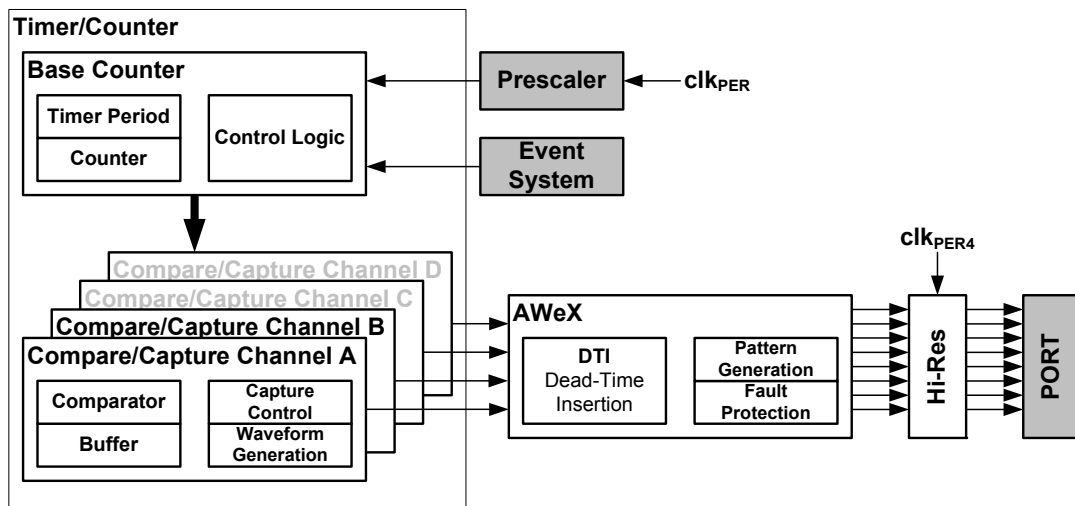 Timer/Counter
Base Counter
Timer Period
Counter
Control Logic
Prescaler
clkPER
Event
System
Compare/Capture Channel D
Compare/Capture Channel C
Compare/Capture Channel B
Compare/Capture Channel A
Comparator
Buffer
Capture
Control
Waveform
Generation
AWeX
DTI
Dead-Time
Insertion
Pattern
Generation
Fault
Protection
clkPER4
Hi-Res
PORT